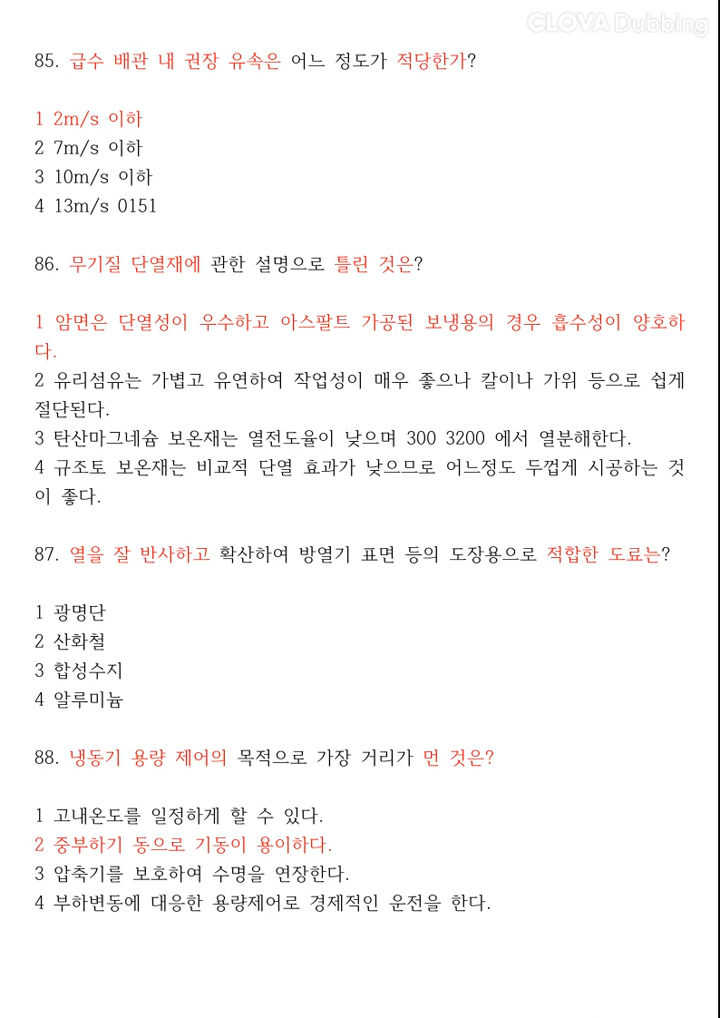 CLOVA Dubbing
85. 급수 배관 내 권장 유속은 어느 정도가 적당한가?
1 2m/s 이하
2 7m/s 이하
3 10m/s 이하
4 13m/s 0151
86. 무기질 단열재에 관한 설명으로 틀린 것은?
1 암면은 단열성이 우수하고 아스팔트 가공된 보냉용의 경우 흡수성이 양호하
다.
2 유리섬유는 가볍고 유연하여 작업성이 매우 좋으나 칼이나 가위 등으로 쉽게
절단된다.
3 탄산마그네슘 보온재는 열전도율이 낮으며 300 3200 에서 열분해한다.
4 규조토 보온재는 비교적 단열 효과가 낮으므로 어느정도 두껍게 시공하는 것
이 좋다.
87. 열을 잘 반사하고 확산하여 방열기 표면 등의 도장용으로 적합한 도료는?
1 광명단
2 산화철
3 합성수지
4 알루미늄
88. 냉동기 용량 제어의 목적으로 가장 거리가 먼 것은?
1 고내온도를 일정하게 할 수 있다.
2 중부하기 동으로 기동이 용이하다.
3 압축기를 보호하여 수명을 연장한다.
4 부하변동에 대응한 용량제어로 경제적인 운전을 한다.